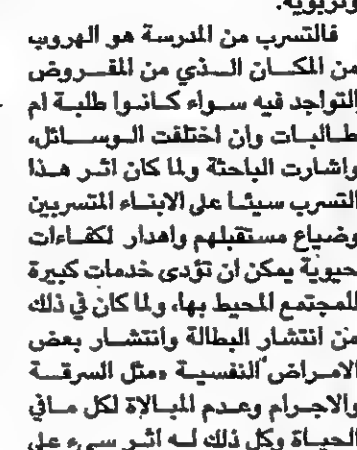 وتربويه.
فالتسرب من المدرسة هو الهروب
من المكان الذي من المفروض
التواجد فيه سواء كانوا طلبة ام
طالبات وان اختلفت الوسائل،
واشارت الباحثة ولما كان اثر هذا
التسرب سيئا على الابناء المتسربين
وضياع مستقبلهم واهدار لكفاءات
حيوية يمكن ان تؤدى خدمات كبيرة
للمجتمع المحيط بها، ولما كان في ذلك
من انتشار البطالة وانتشار بعض
الامراض النفسية «مثل السرقة
والاجرام وعدم المبالاة لكل مافي
الحياة وكل ذلك له اثر سيء على